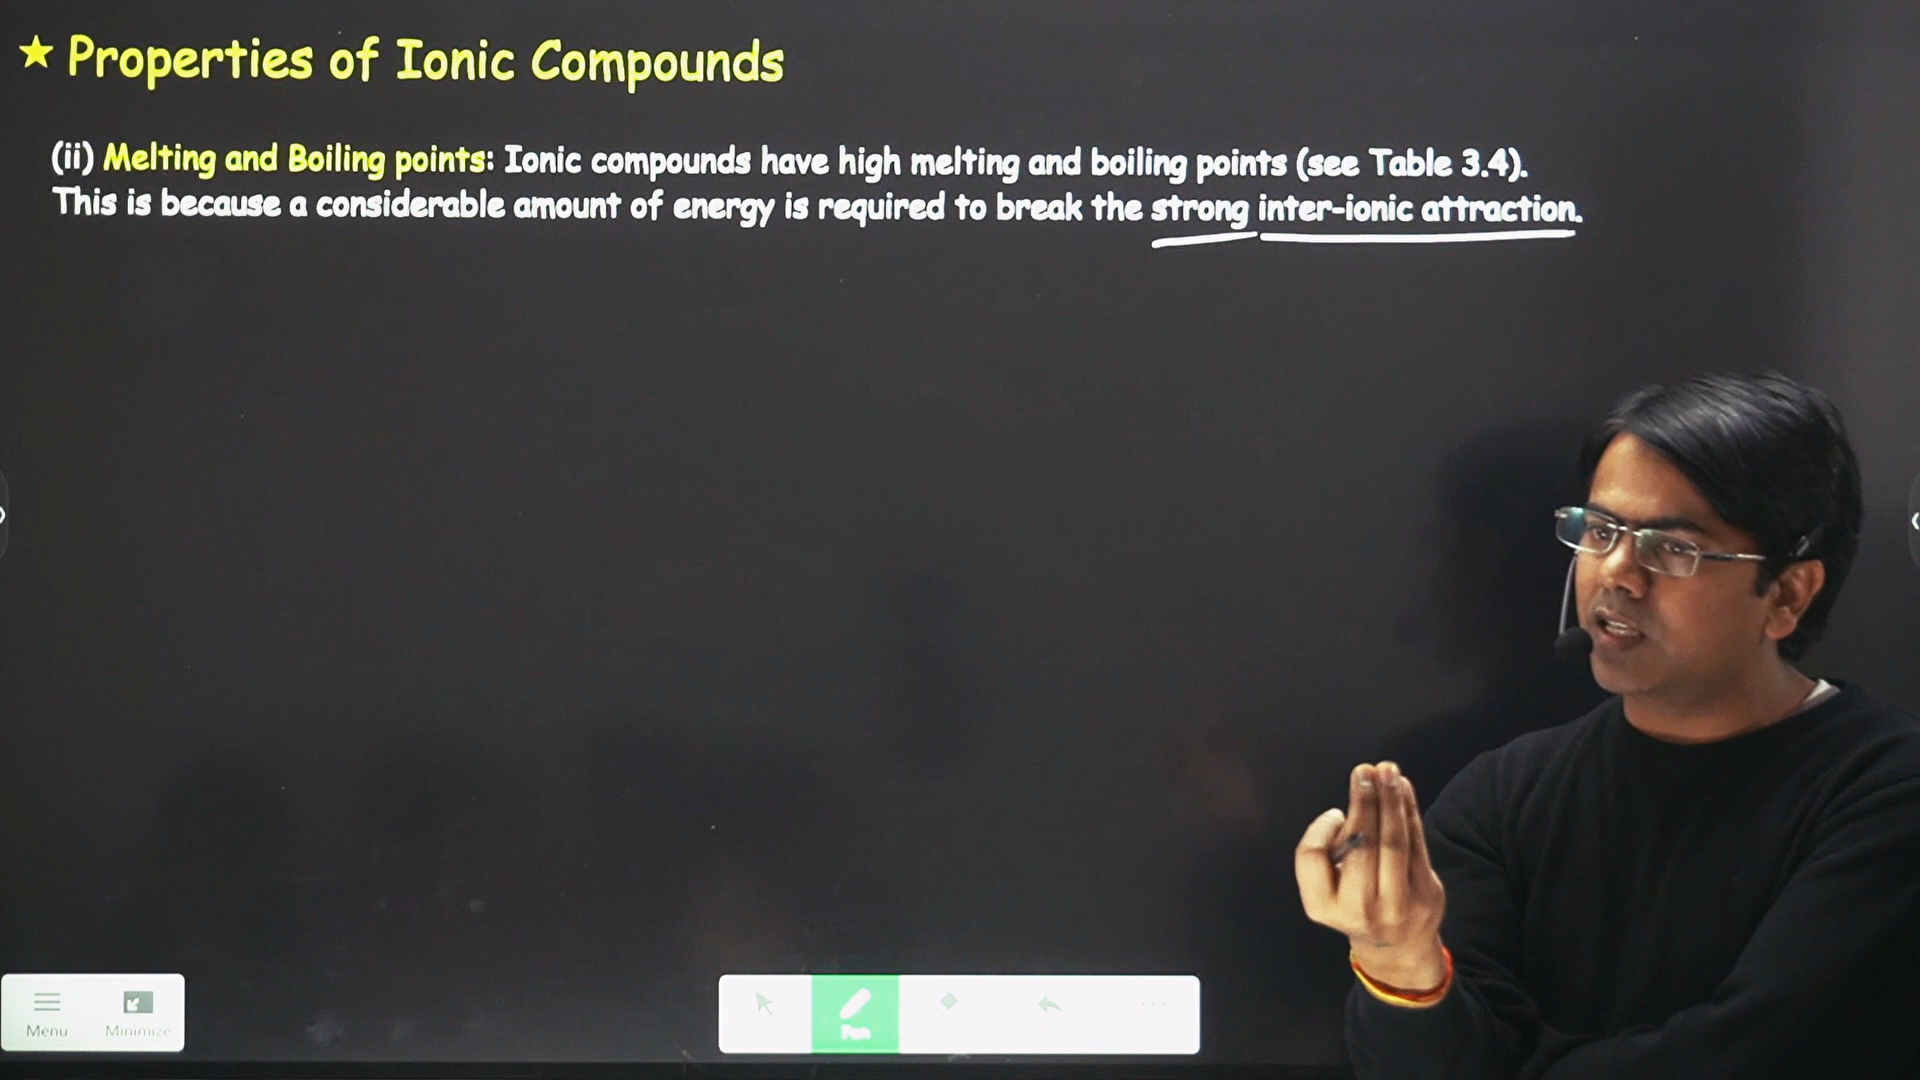 ★ Properties of Ionic Compounds
(ii) Melting and Boiling points: Ionic compounds have high melting and boiling points (see Table 3.4).
This is because a considerable amount of energy is required to break the strong inter-ionic attraction.
Menu
Minimize
Pen